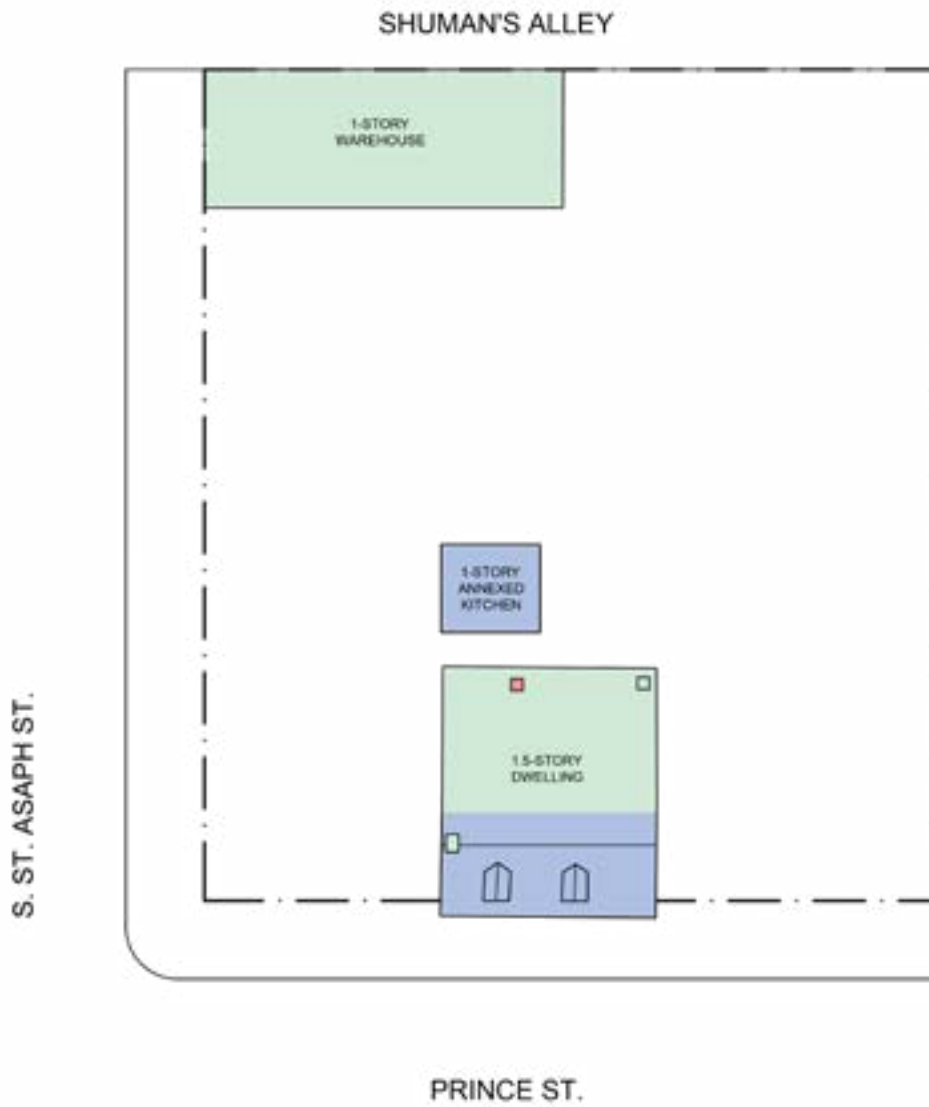 SHUMAN'S ALLEY
1-STORY
WAREHOUSE
1-STORY
ANNEXED
KITCHEN
S. ST. ASAPH ST.
1.5-STORY
DWELLING
PRINCE ST.